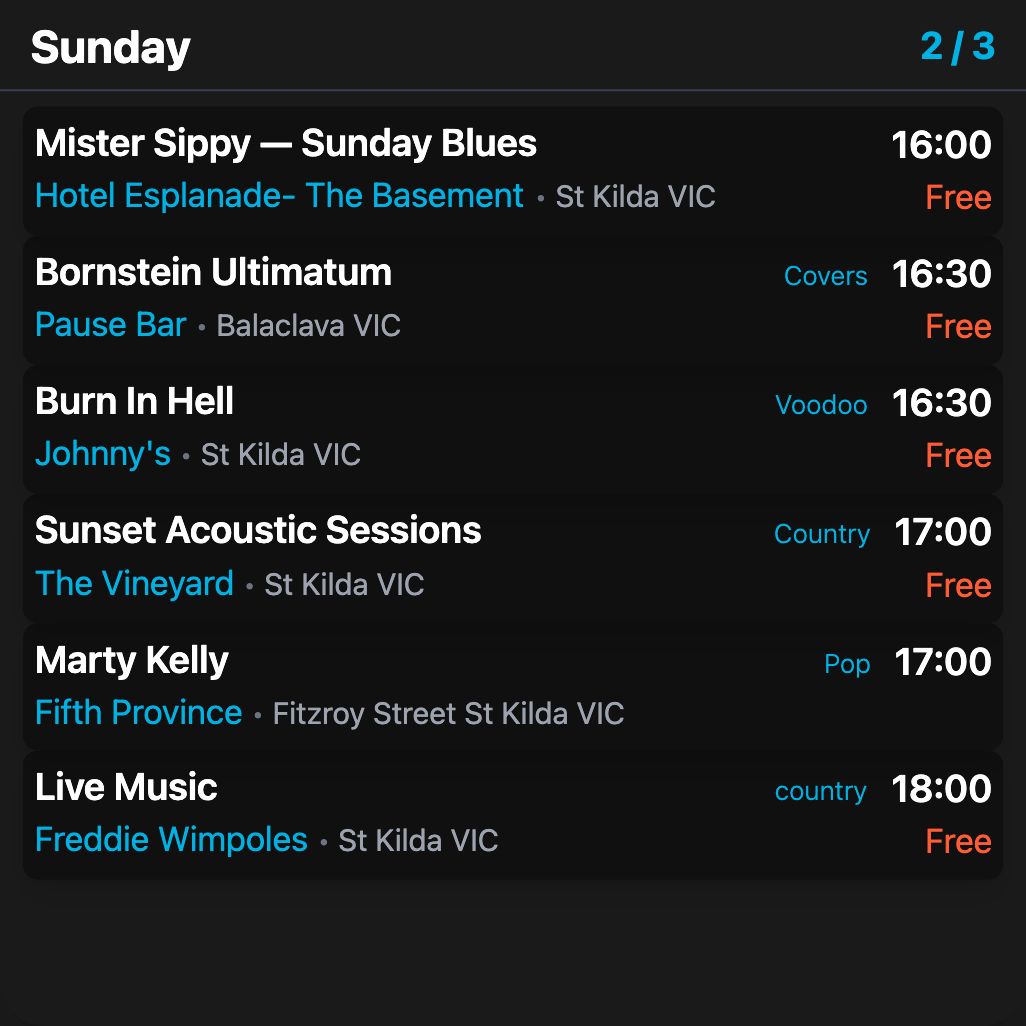 Sunday 2 / 3
Mister Sippy — Sunday Blues 16:00
Hotel Esplanade- The Basement • St Kilda VIC Free
Bornstein Ultimatum Covers 16:30
Pause Bar • Balaclava VIC Free
Burn In Hell Voodoo 16:30
Johnny's • St Kilda VIC Free
Sunset Acoustic Sessions Country 17:00
The Vineyard • St Kilda VIC Free
Marty Kelly Pop 17:00
Fifth Province • Fitzroy Street St Kilda VIC
Live Music country 18:00
Freddie Wimpoles • St Kilda VIC Free